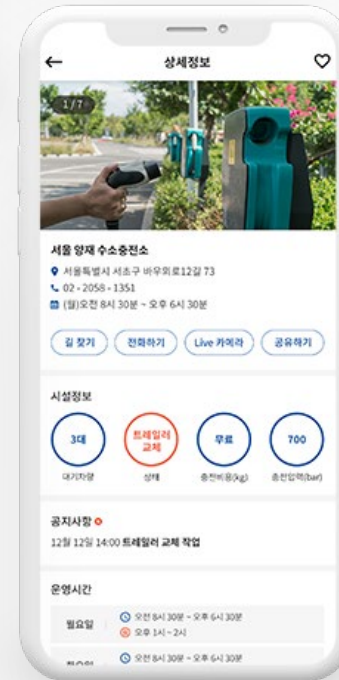 상세정보
1/7
서울 양재 수소충전소
서울특별시 서초구 바우뫼로12길 73
02 - 2058 - 1351
(월)오전 8시 30분 ~ 오후 6시 30분
길 찾기 전화하기 Live 카메라 공유하기
시설정보
3대 트레일러 교체 무료 700
대기차량 상태 충전비용(kg) 충전압력(bar)
공지사항
12월 12일 14:00 트레일러 교체 작업
운영시간
월요일 오전 8시 30분 ~ 오후 6시 30분
오후 1시 ~ 2시
오전 8시 30분 ~ 오후 6시 30분